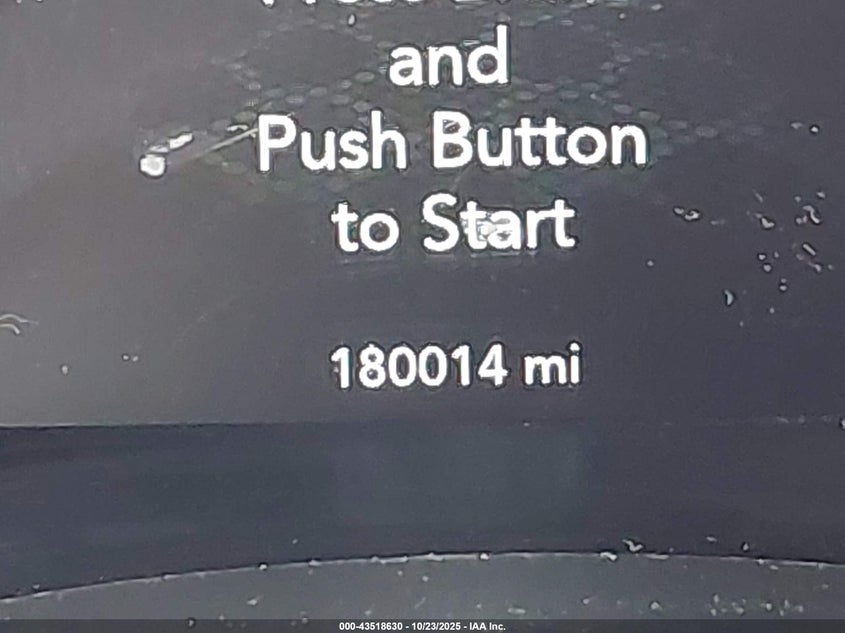 and
Push Button
to Start
180014 mi
000-43518630 - 10/23/2025 - IAA Inc.